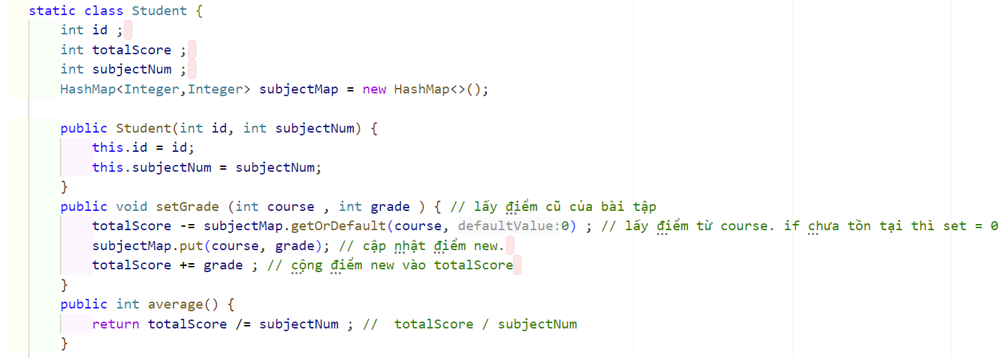 static class Student {
int id ;
int totalScore ;
int subjectNum ;
HashMap<Integer,Integer> subjectMap = new HashMap<>();
public Student(int id, int subjectNum) {
this.id = id;
this.subjectNum = subjectNum;
}
public void setGrade (int course , int grade ) { // lấy điểm cũ của bài tập
totalScore -= subjectMap.getOrDefault(course, defaultValue:0) ; // lấy điểm từ course. if chưa tồn tại thì set = 0
subjectMap.put(course, grade); // cập nhật điểm new.
totalScore += grade ; // cộng điểm new vào totalScore
}
public int average() {
return totalScore /= subjectNum ; //  totalScore / subjectNum
}